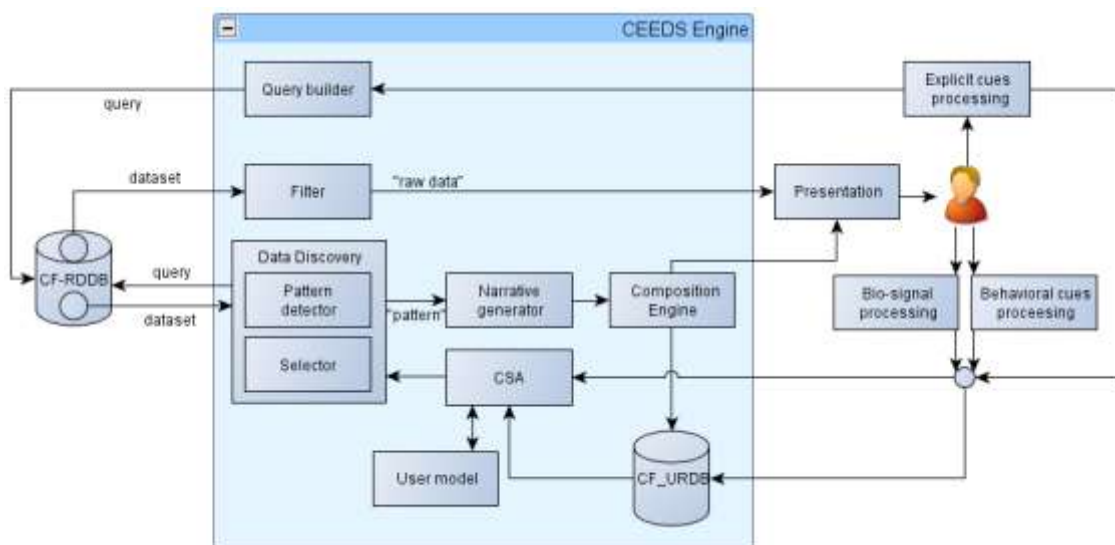 CEEDS Engine
Query builder
Explicit cues
processing
query
dataset
Filter
"raw data"
Presentation
CF-RDDB
query
dataset
Data Discovery
Pattern
detector
"pattern"
Narrative
generator
Composition
Engine
Bio-signal
processing
Behavioral cues
proceesing
Selector
CSA
User model
CF_URDB